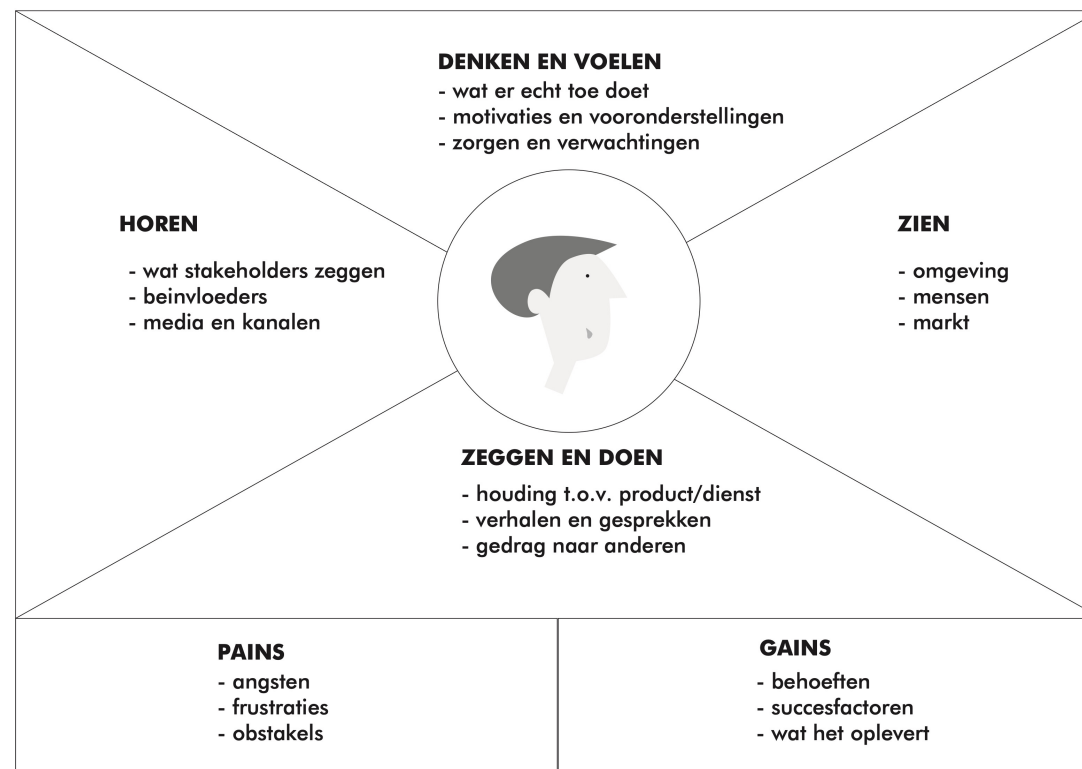 DENKEN EN VOELEN
- wat er echt toe doet
- motivaties en vooronderstellingen
- zorgen en verwachtingen
HOREN
- wat stakeholders zeggen
- beinvloeders
- media en kanalen
ZIEN
- omgeving
- mensen
- markt
ZEGGEN EN DOEN
- houding t.o.v. product/dienst
- verhalen en gesprekken
- gedrag naar anderen
PAINS
- angsten
- frustraties
- obstakels
GAINS
- behoeften
- succesfactoren
- wat het oplevert